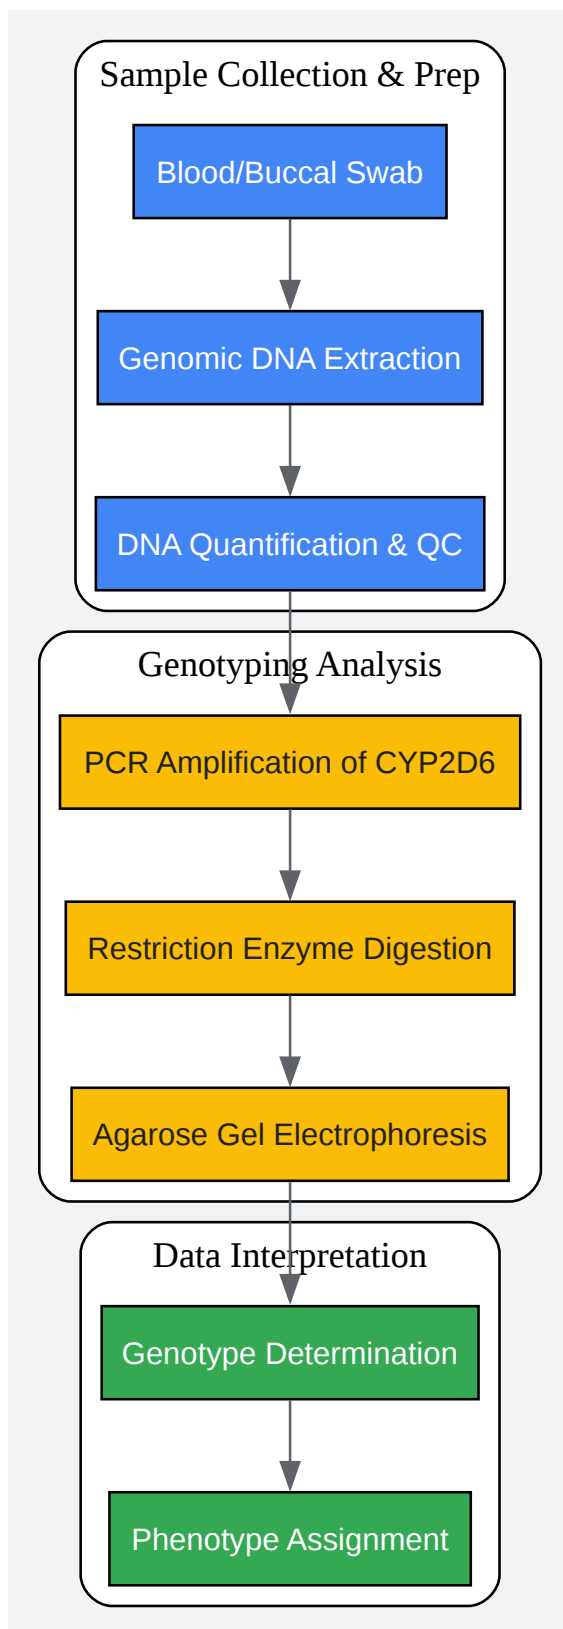 Sample Collection & Prep
Blood/Buccal Swab
Genomic DNA Extraction
DNA Quantification & QC
Genotyping Analysis
PCR Amplification of CYP2D6
Restriction Enzyme Digestion
Agarose Gel Electrophoresis
Data Interpretation
Genotype Determination
Phenotype Assignment